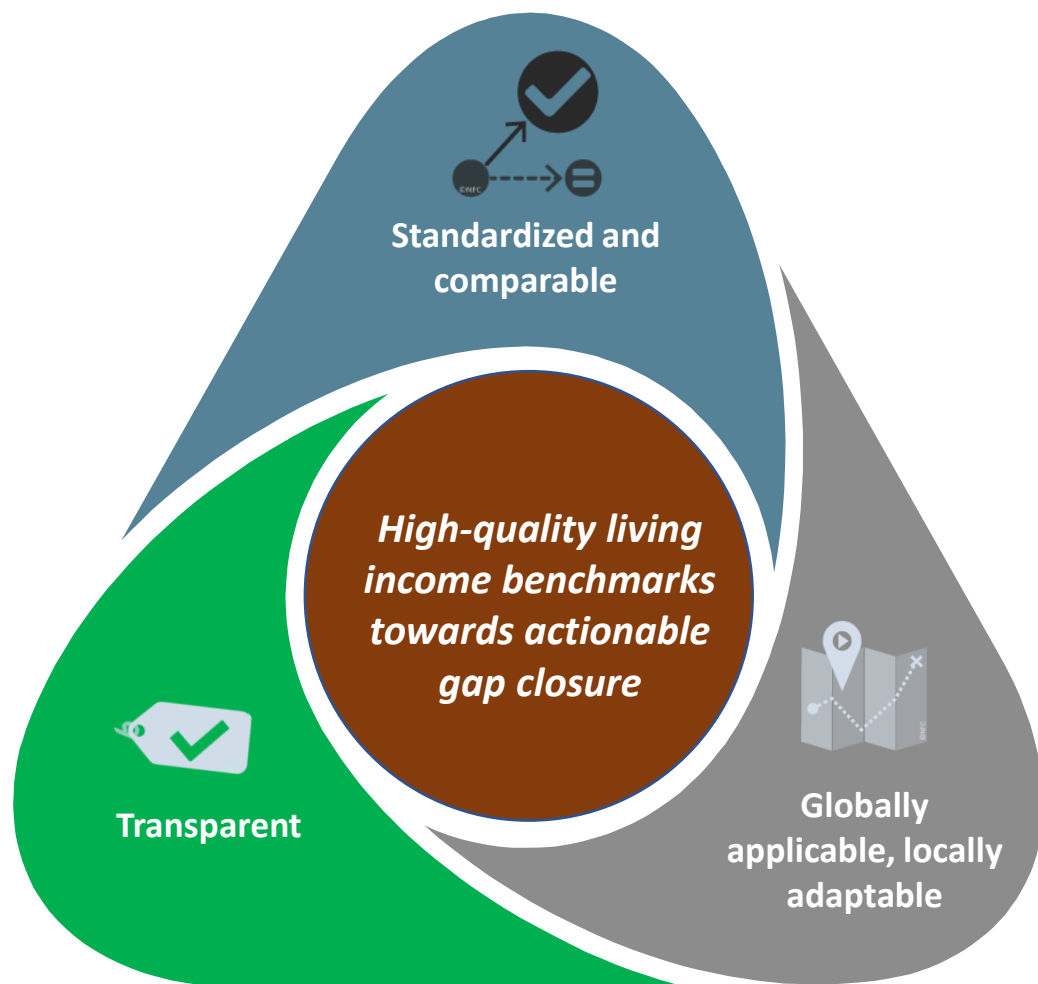 Standardized and
comparable
High-quality living
income benchmarks
towards actionable
gap closure
Transparent
Globally
applicable, locally
adaptable